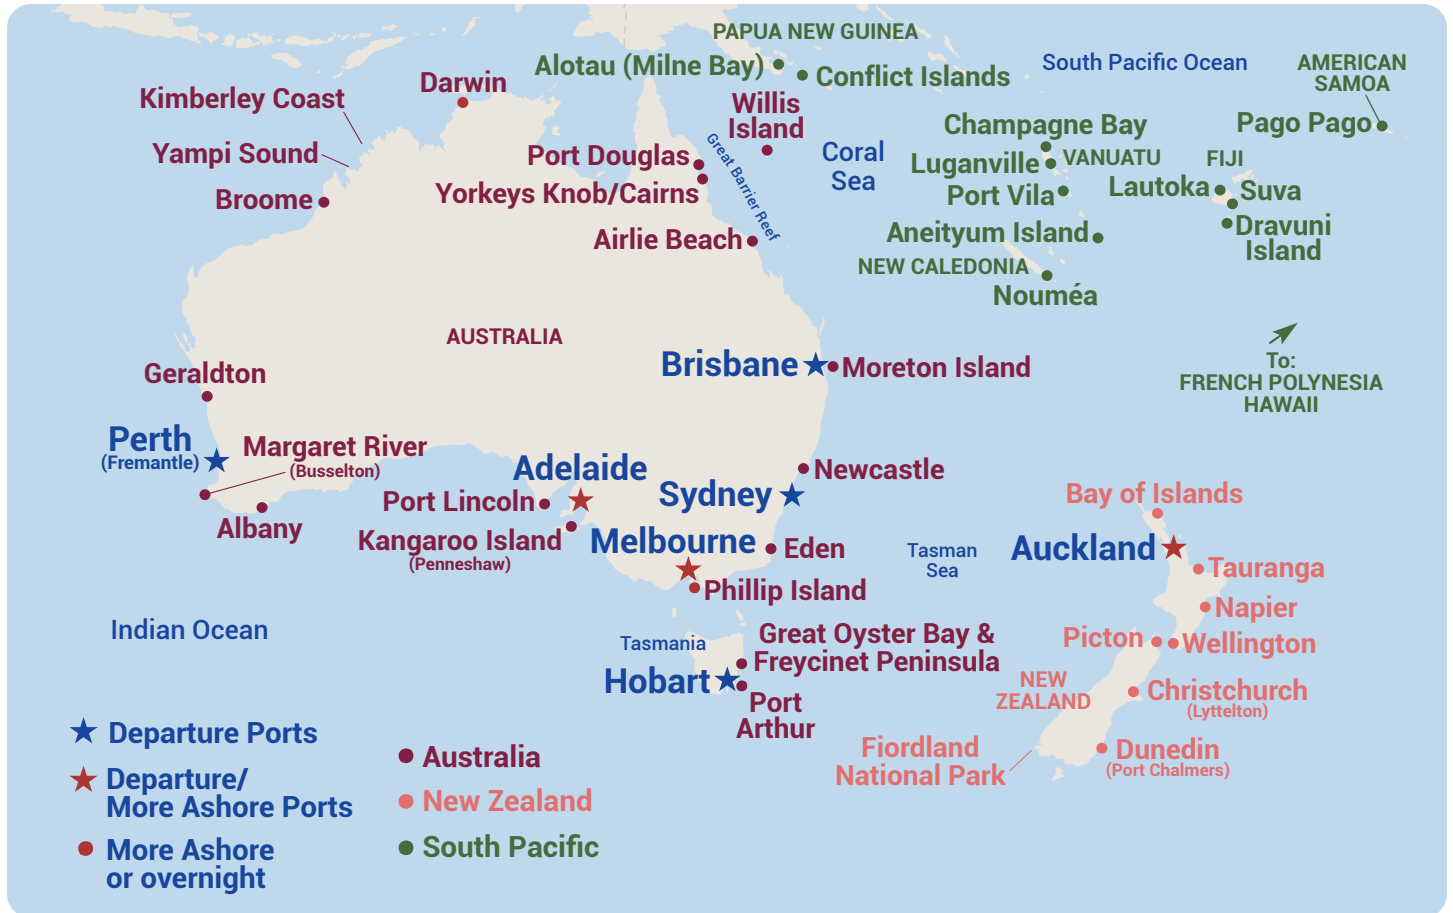 PAPUA NEW GUINEA
Alotau (Milne Bay)
Conflict Islands
South Pacific Ocean
AMERICAN
SAMOA
Pago Pago
Kimberley Coast
Darwin
Willis
Island
Yampi Sound
Port Douglas
Great Barrier Reef
Coral
Sea
Champagne Bay
Luganville
VANUATU
FIJI
Broome
Yorkeys Knob/Cairns
Port Vila
Lautoka
Suva
Airlie Beach
Aneityum Island
Dravuni
Island
NEW CALEDONIA
Nouméa
AUSTRALIA
Brisbane
Moreton Island
To:
FRENCH POLYNESIA
HAWAII
Geraldton
Perth
(Fremantle)
Margaret River
(Busselton)
Albany
Adelaide
Port Lincoln
Kangaroo Island
(Penneshaw)
Newcastle
Sydney
Melbourne
Eden
Phillip Island
Tasman
Sea
Bay of Islands
Auckland
Tauranga
Napier
Picton
Wellington
Indian Ocean
Tasmania
Great Oyster Bay &
Freycinet Peninsula
Hobart
Port
Arthur
NEW
ZEALAND
Christchurch
(Lyttelton)
Fiordland
National Park
Dunedin
(Port Chalmers)
Departure Ports
Departure/
More Ashore Ports
More Ashore
or overnight
Australia
New Zealand
South Pacific